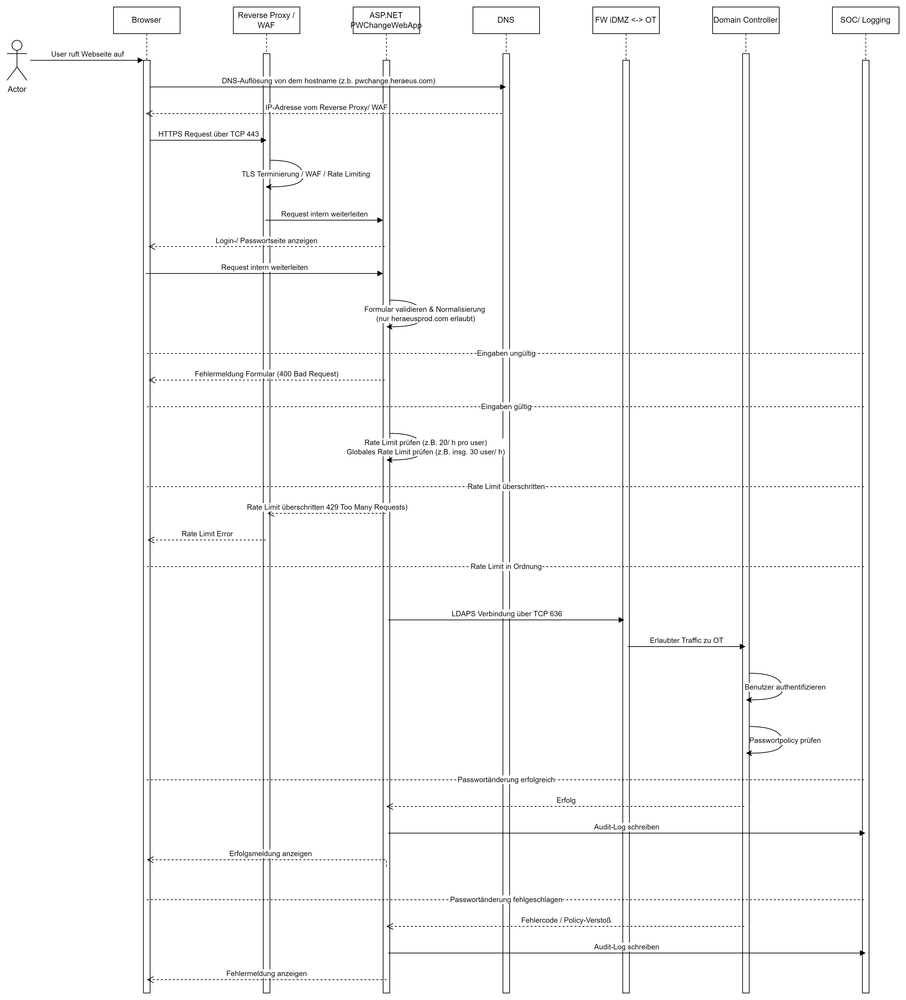 Browser
Reverse Proxy /
WAF
ASP.NET
PWChangeWebApp
DNS
FW iDMZ <-> OT
Domain Controller
SOC/ Logging
User ruft Webseite auf
Actor
DNS-Auflösung von dem hostname (z.b. pwchange.heraeus.com)
IP-Adresse vom Reverse Proxy/ WAF
HTTPS Request über TCP 443
TLS Terminierung / WAF / Rate Limiting
Request intern weiterleiten
Login-/ Passwortseite anzeigen
Request intern weiterleiten
Formular validieren & Normalisierung
(nur heraeusprod.com erlaubt)
Eingaben ungültig
Fehlermeldung Formular (400 Bad Request)
Eingaben gültig
Rate Limit prüfen (z.B. 20/ h pro user)
Globales Rate Limit prüfen (z.B. insg. 30 user/ h)
Rate Limit überschritten
Rate Limit überschritten 429 Too Many Requests)
Rate Limit Error
Rate Limit in Ordnung
LDAPS Verbindung über TCP 636
Erlaubter Traffic zu OT
Benutzer authentifizieren
Passwortpolicy prüfen
Passwortänderung erfolgreich
Erfolg
Audit-Log schreiben
Erfolgsmeldung anzeigen
Passwortänderung fehlgeschlagen
Fehlercode / Policy-Verstoß
Audit-Log schreiben
Fehlermeldung anzeigen